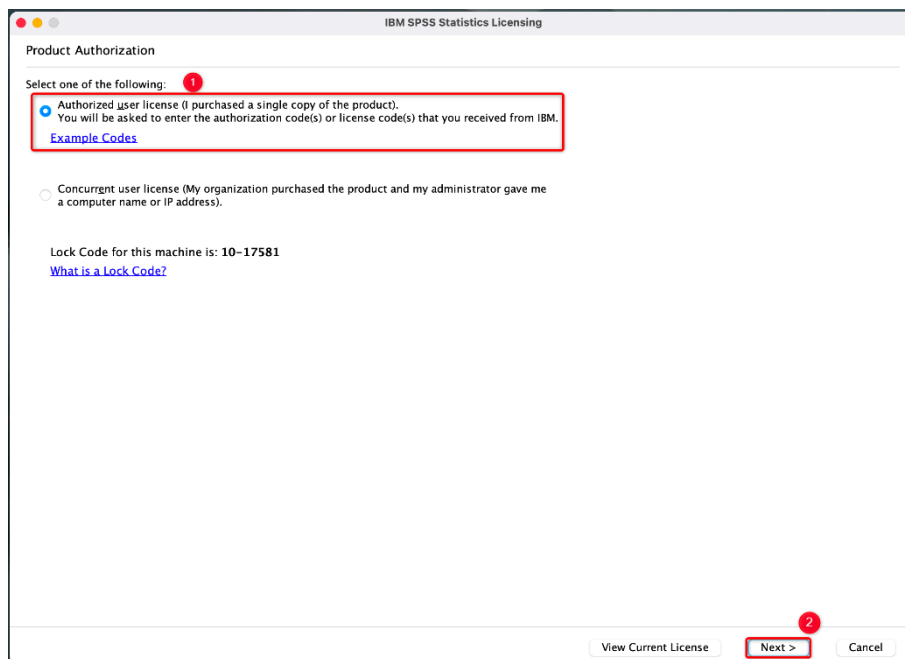 IBM SPSS Statistics Licensing
Product Authorization
Select one of the following:
1
Authorized user license (I purchased a single copy of the product).
You will be asked to enter the authorization code(s) or license code(s) that you received from IBM.
Example Codes
Concurrent user license (My organization purchased the product and my administrator gave me
a computer name or IP address).
Lock Code for this machine is: 10-17581
What is a Lock Code?
2
View Current License
Next >
Cancel